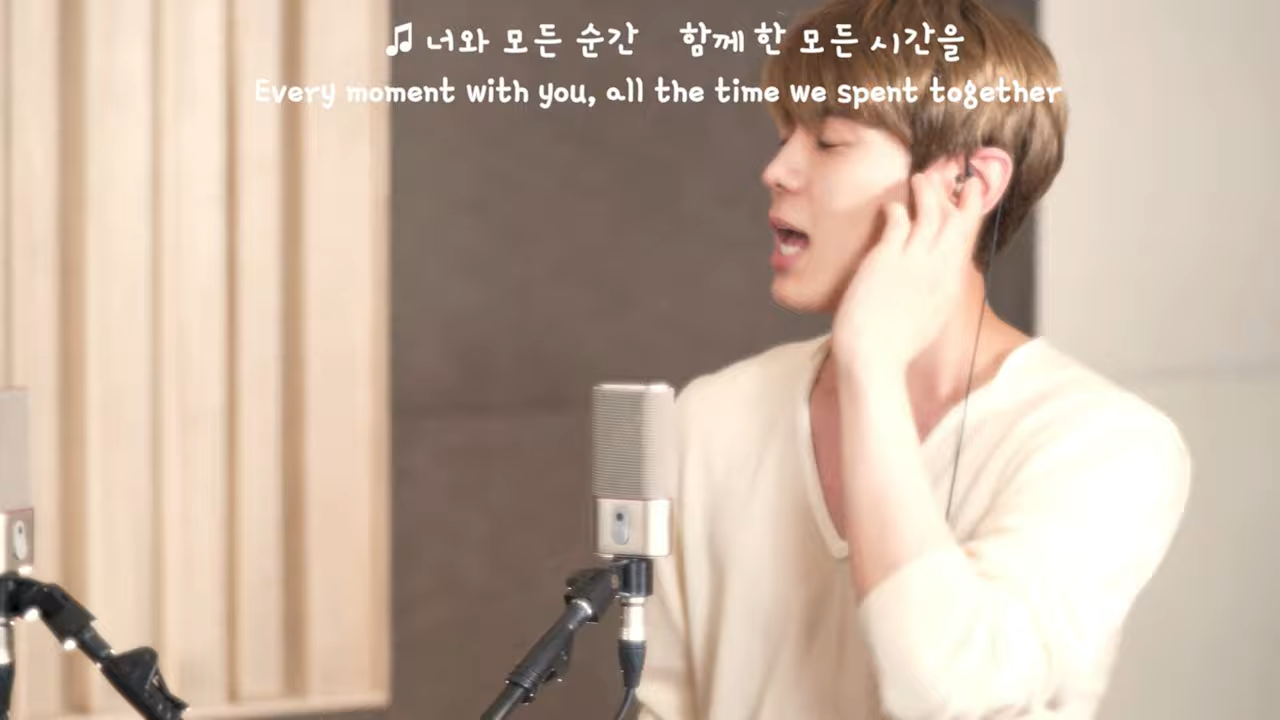 ♫ 너와 모든 순간 함께 한 모든 시간을
Every moment with you, all the time we spent together